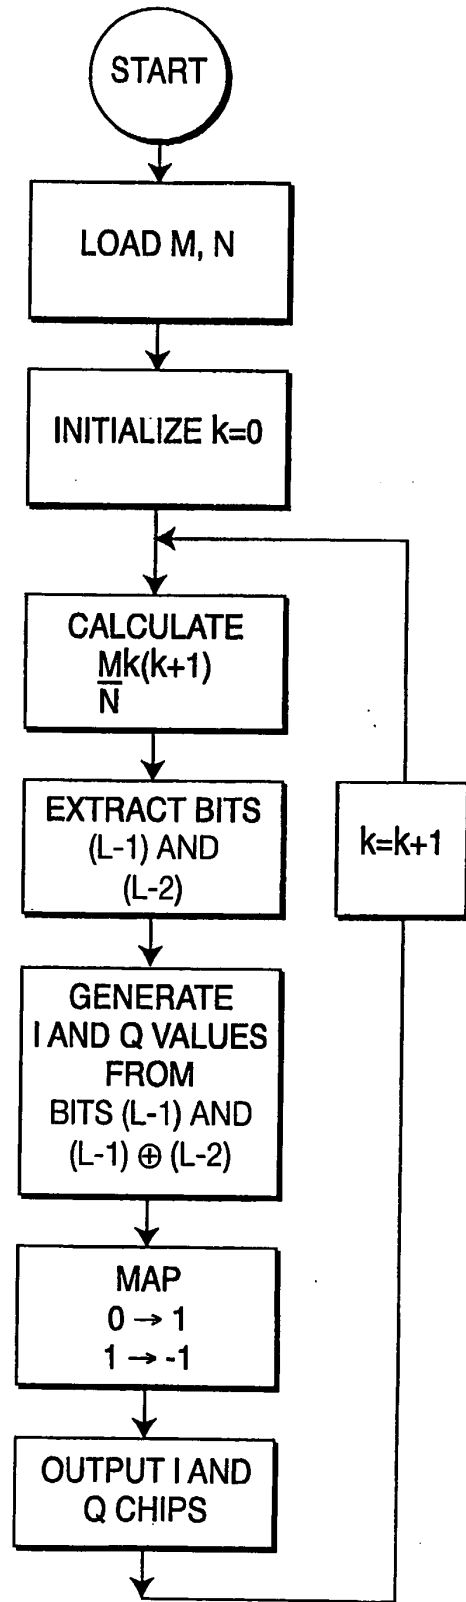 START
LOAD M, N
INITIALIZE k=0
CALCULATE
M/N k(k+1)
EXTRACT BITS
(L-1) AND
(L-2)
k=k+1
GENERATE
I AND Q VALUES
FROM
BITS (L-1) AND
(L-1) ⊕ (L-2)
MAP
0 → 1
1 → -1
OUTPUT I AND
Q CHIPS